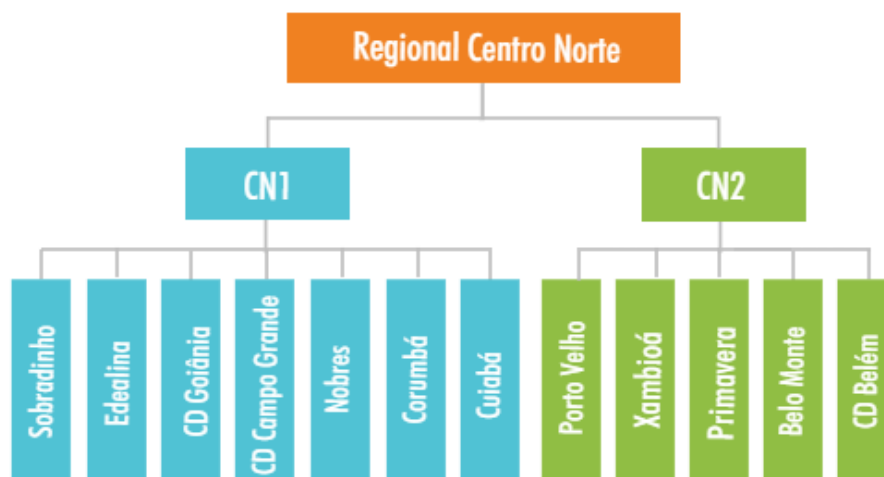 Regional Centro Norte
CN1
CN2
Sobradinho
Edealina
CD Goiânia
CD Campo Grande
Nobres
Corumbá
Cuiabá
Porto Velho
Xambioá
Primavera
Belo Monte
CD Belém